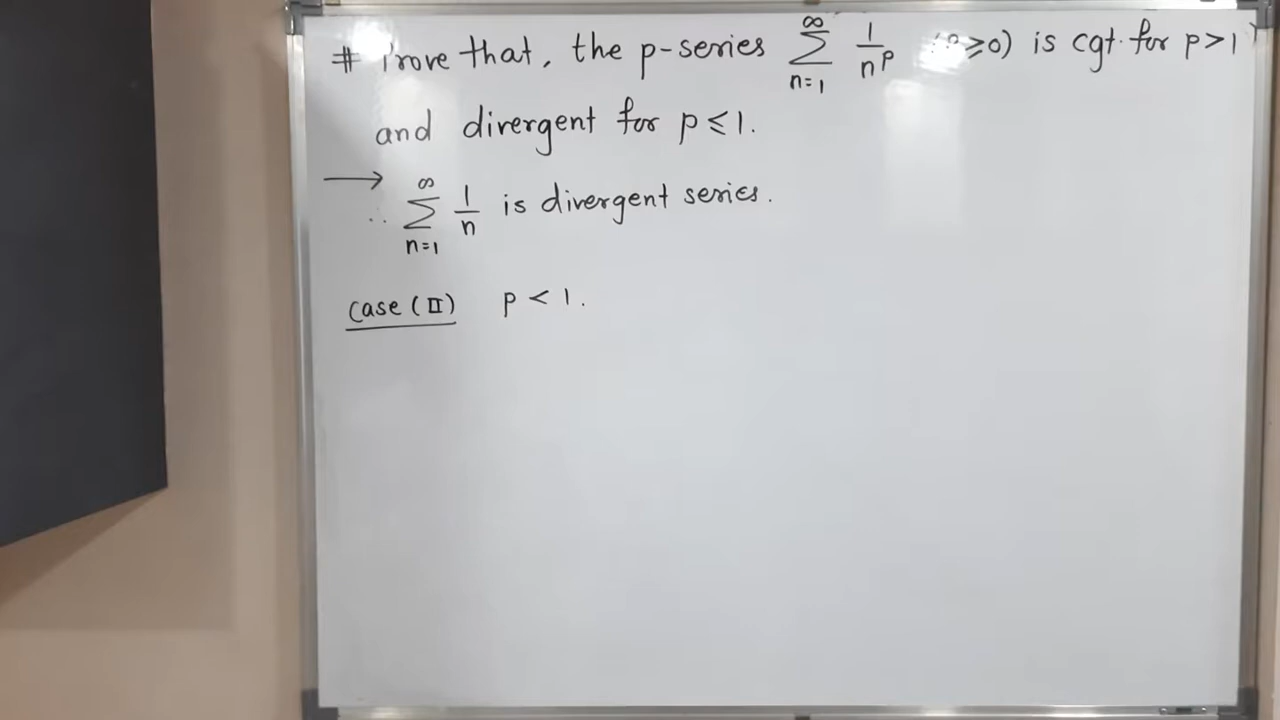 # Prove that, the p-series ∞ Σ n=1 1/n^p (p⩾0) is cgt. for p>1
and divergent for p⩽1.
→ ∴ ∞ Σ n=1 1/n is divergent series.
Case (II) p < 1.